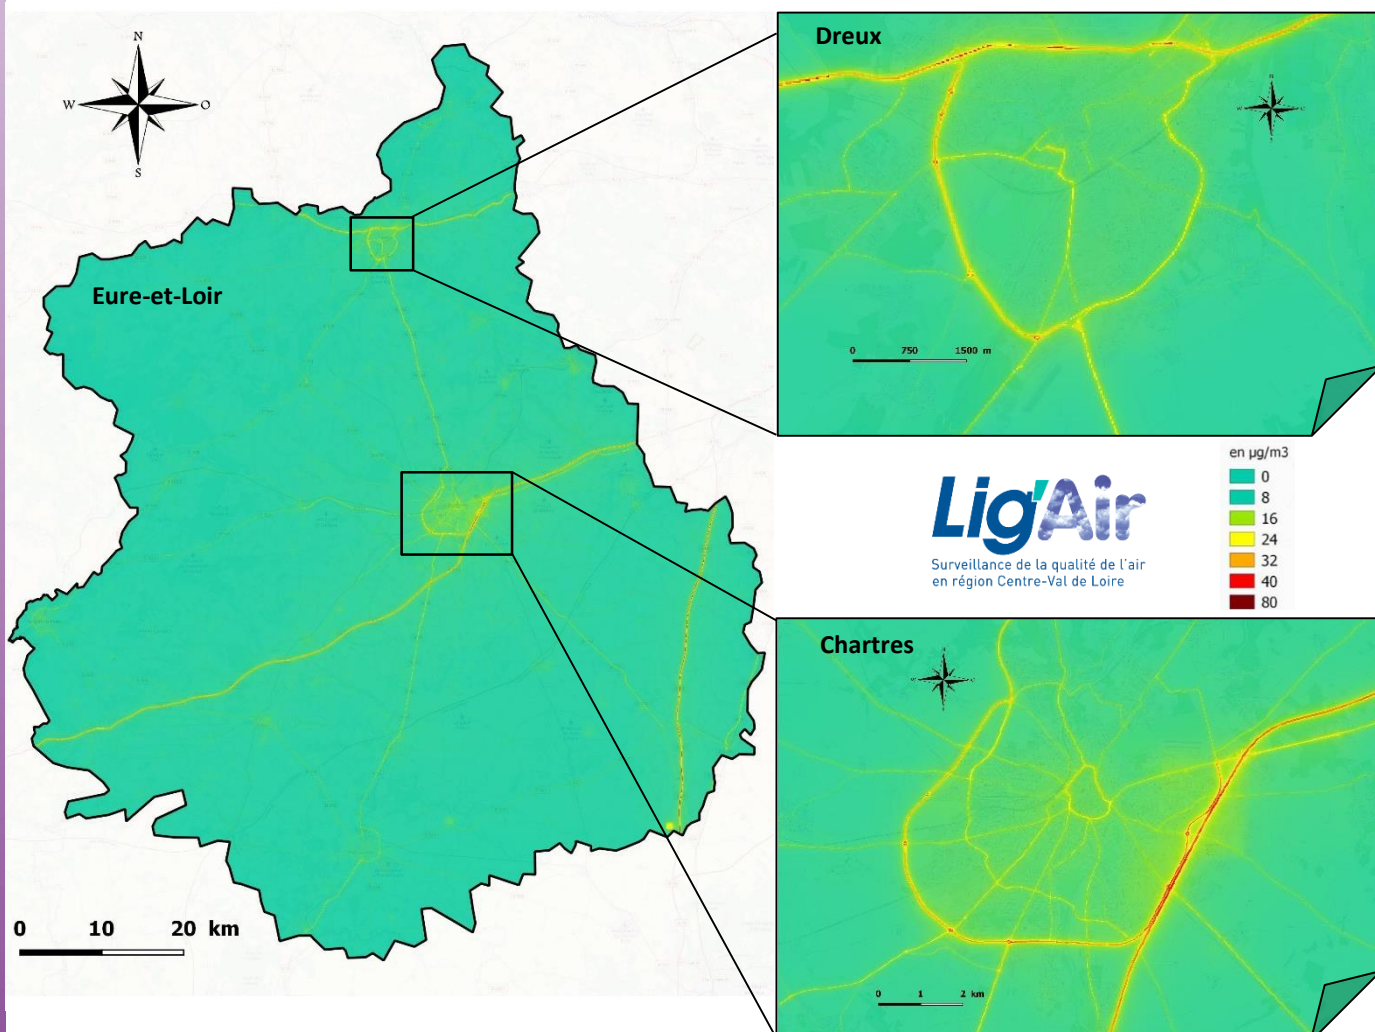 N
W
O
S
Eure-et-Loir
0 10 20 km
Dreux
0 750 1500 m
en µg/m3
0
8
16
24
32
40
80
Lig'Air
Surveillance de la qualité de l'air
en région Centre-Val de Loire
Chartres
0 1 2 km